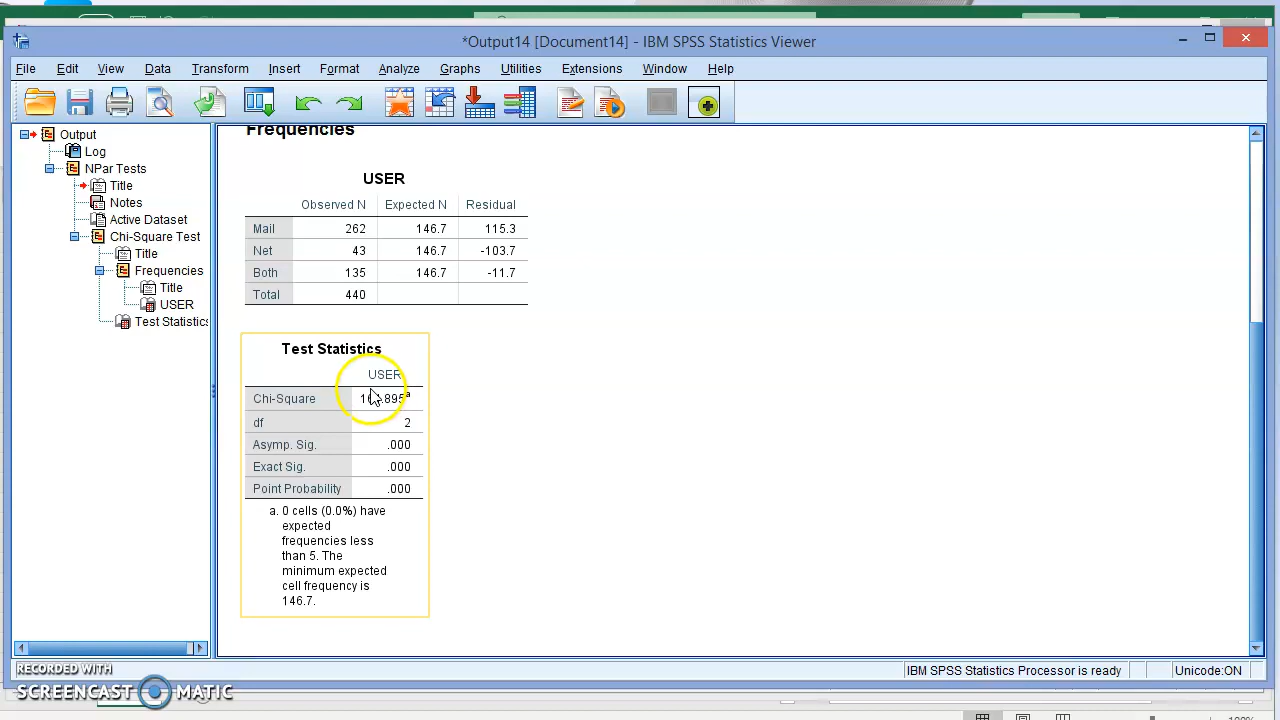 *Output14 [Document14] - IBM SPSS Statistics Viewer
File Edit View Data Transform Insert Format Analyze Graphs Utilities Extensions Window Help
Output
Log
NPar Tests
Title
Notes
Active Dataset
Chi-Square Test
Title
Frequencies
Title
USER
Test Statistics
Frequencies
USER
Observed N Expected N Residual
Mail 262 146.7 115.3
Net 43 146.7 -103.7
Both 135 146.7 -11.7
Total 440
Test Statistics
USER
Chi-Square
df 2
Asymp. Sig. .000
Exact Sig. .000
Point Probability .000
a. 0 cells (0.0%) have
expected
frequencies less
than 5. The
minimum expected
cell frequency is
146.7.
IBM SPSS Statistics Processor is ready Unicode:ON
RECORDED WITH
SCREENCAST MATIC